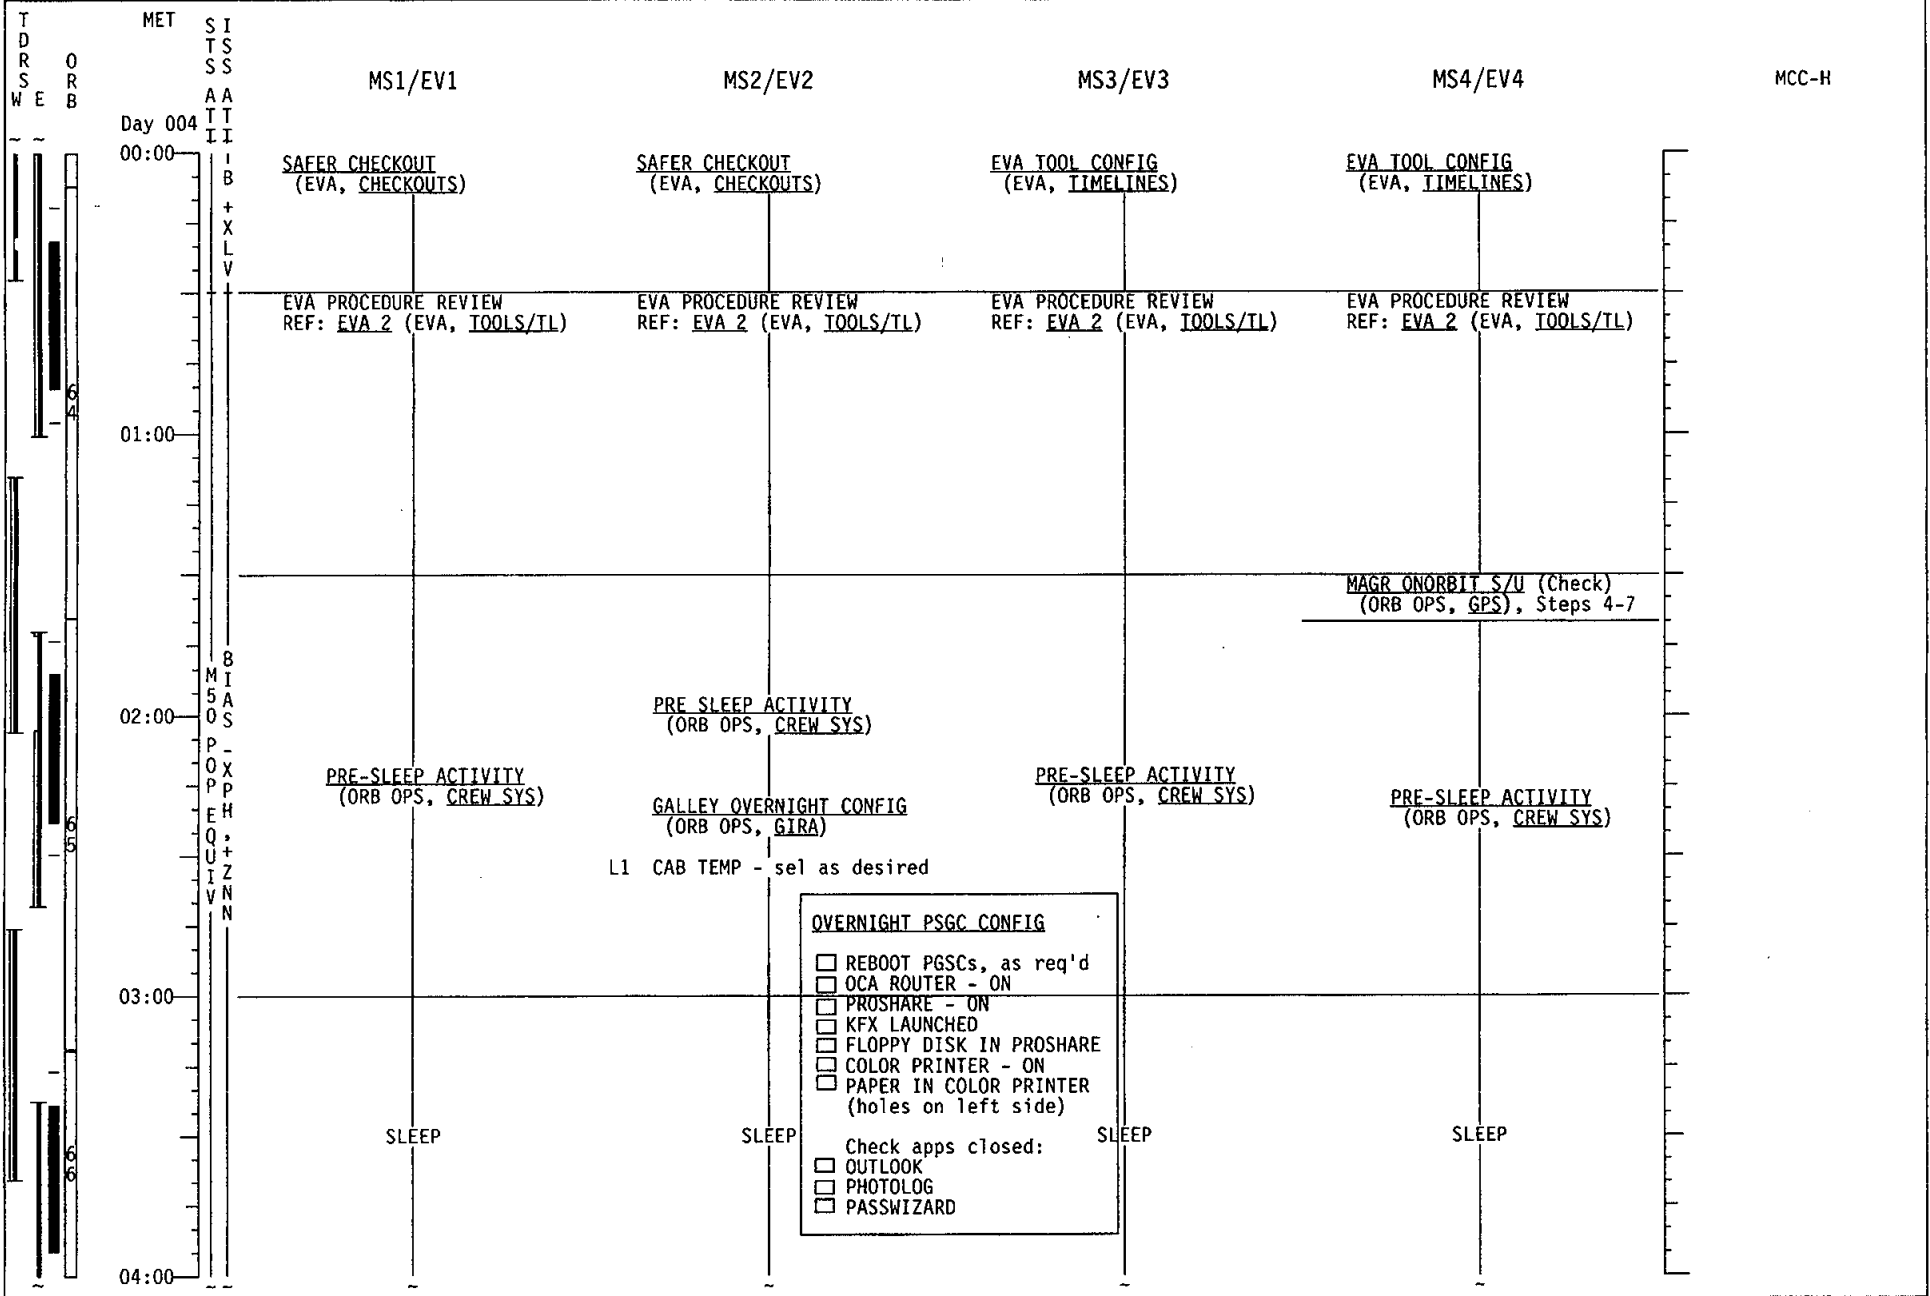 TDRS
W E
ORB
MET
STS ATT
ISS ATT
MS1/EV1
MS2/EV2
MS3/EV3
MS4/EV4
MCC-H
Day 004
00:00
SAFER CHECKOUT
(EVA, CHECKOUTS)
SAFER CHECKOUT
(EVA, CHECKOUTS)
EVA TOOL CONFIG
(EVA, TIMELINES)
EVA TOOL CONFIG
(EVA, TIMELINES)
B +XLV
EVA PROCEDURE REVIEW
REF: EVA 2 (EVA, TOOLS/TL)
EVA PROCEDURE REVIEW
REF: EVA 2 (EVA, TOOLS/TL)
EVA PROCEDURE REVIEW
REF: EVA 2 (EVA, TOOLS/TL)
EVA PROCEDURE REVIEW
REF: EVA 2 (EVA, TOOLS/TL)
64
01:00
MAGR ONORBIT S/U (Check)
(ORB OPS, GPS), Steps 4-7
M50 POP EQUIV
BIAS -XPH,+ZNN
02:00
PRE SLEEP ACTIVITY
(ORB OPS, CREW SYS)
PRE-SLEEP ACTIVITY
(ORB OPS, CREW SYS)
PRE-SLEEP ACTIVITY
(ORB OPS, CREW SYS)
PRE-SLEEP ACTIVITY
(ORB OPS, CREW SYS)
GALLEY OVERNIGHT CONFIG
(ORB OPS, GIRA)
65
L1 CAB TEMP - sel as desired
OVERNIGHT PSGC CONFIG
REBOOT PGSCs, as req'd
OCA ROUTER - ON
03:00
PROSHARE - ON
KFX LAUNCHED
FLOPPY DISK IN PROSHARE
COLOR PRINTER - ON
PAPER IN COLOR PRINTER
(holes on left side)
Check apps closed:
OUTLOOK
PHOTOLOG
PASSWIZARD
SLEEP
SLEEP
SLEEP
SLEEP
66
04:00